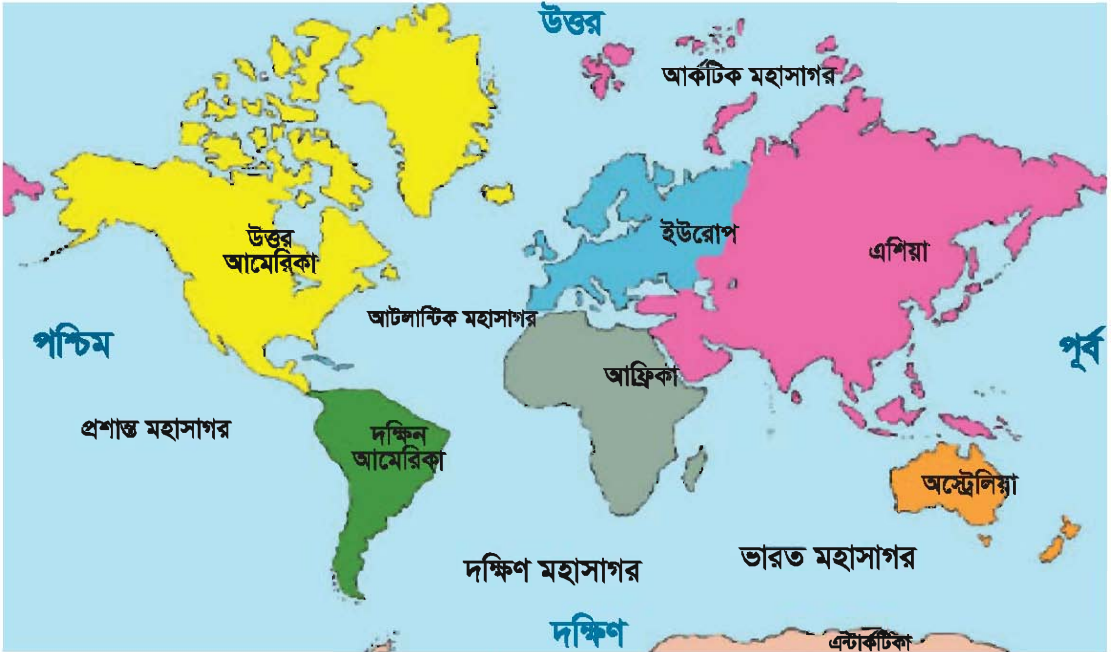 উত্তর
আর্কটিক মহাসাগর
উত্তর
আমেরিকা
ইউরোপ
এশিয়া
আটলান্টিক মহাসাগর
পশ্চিম
পূর্ব
আফ্রিকা
প্রশান্ত মহাসাগর
দক্ষিন
আমেরিকা
অস্ট্রেলিয়া
ভারত মহাসাগর
দক্ষিণ মহাসাগর
দক্ষিণ
এন্টার্কটিকা